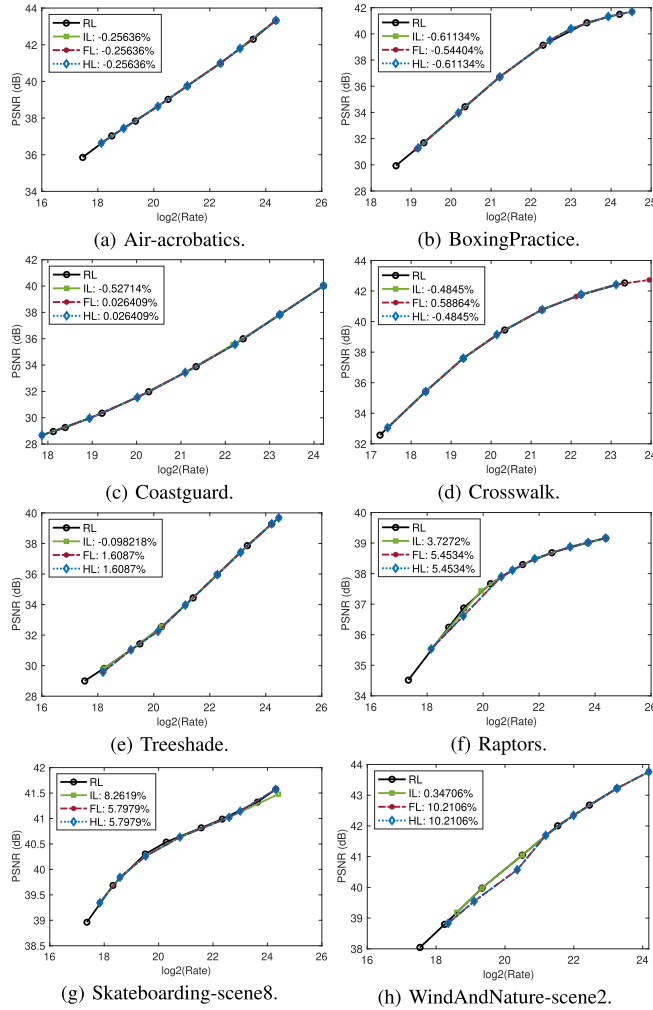 44
42
40
38
36
34
PSNR (dB)
RL
IL: -0.25636%
FL: -0.25636%
HL: -0.25636%
16 18 20 22 24 26
log2(Rate)
(a) Air-acrobatics.
42
40
38
36
34
32
30
28
PSNR (dB)
RL
IL: -0.61134%
FL: -0.54404%
HL: -0.61134%
18 19 20 21 22 23 24 25
log2(Rate)
(b) BoxingPractice.
42
40
38
36
34
32
30
28
PSNR (dB)
RL
IL: -0.52714%
FL: 0.026409%
HL: 0.026409%
18 19 20 21 22 23 24
log2(Rate)
(c) Coastguard.
44
42
40
38
36
34
32
PSNR (dB)
RL
IL: -0.4845%
FL: 0.58864%
HL: -0.4845%
17 18 19 20 21 22 23 24
log2(Rate)
(d) Crosswalk.
40
38
36
34
32
30
28
PSNR (dB)
RL
IL: -0.098218%
FL: 1.6087%
HL: 1.6087%
16 18 20 22 24 26
log2(Rate)
(e) Treeshade.
40
39
38
37
36
35
34
PSNR (dB)
RL
IL: 3.7272%
FL: 5.4534%
HL: 5.4534%
16 18 20 22 24 26
log2(Rate)
(f) Raptors.
42
41.5
41
40.5
40
39.5
39
38.5
PSNR (dB)
RL
IL: 8.2619%
FL: 5.7979%
HL: 5.7979%
16 18 20 22 24 26
log2(Rate)
(g) Skateboarding-scene8.
44
43
42
41
40
39
38
PSNR (dB)
RL
IL: 0.34706%
FL: 10.2106%
HL: 10.2106%
16 18 20 22 24
log2(Rate)
(h) WindAndNature-scene2.